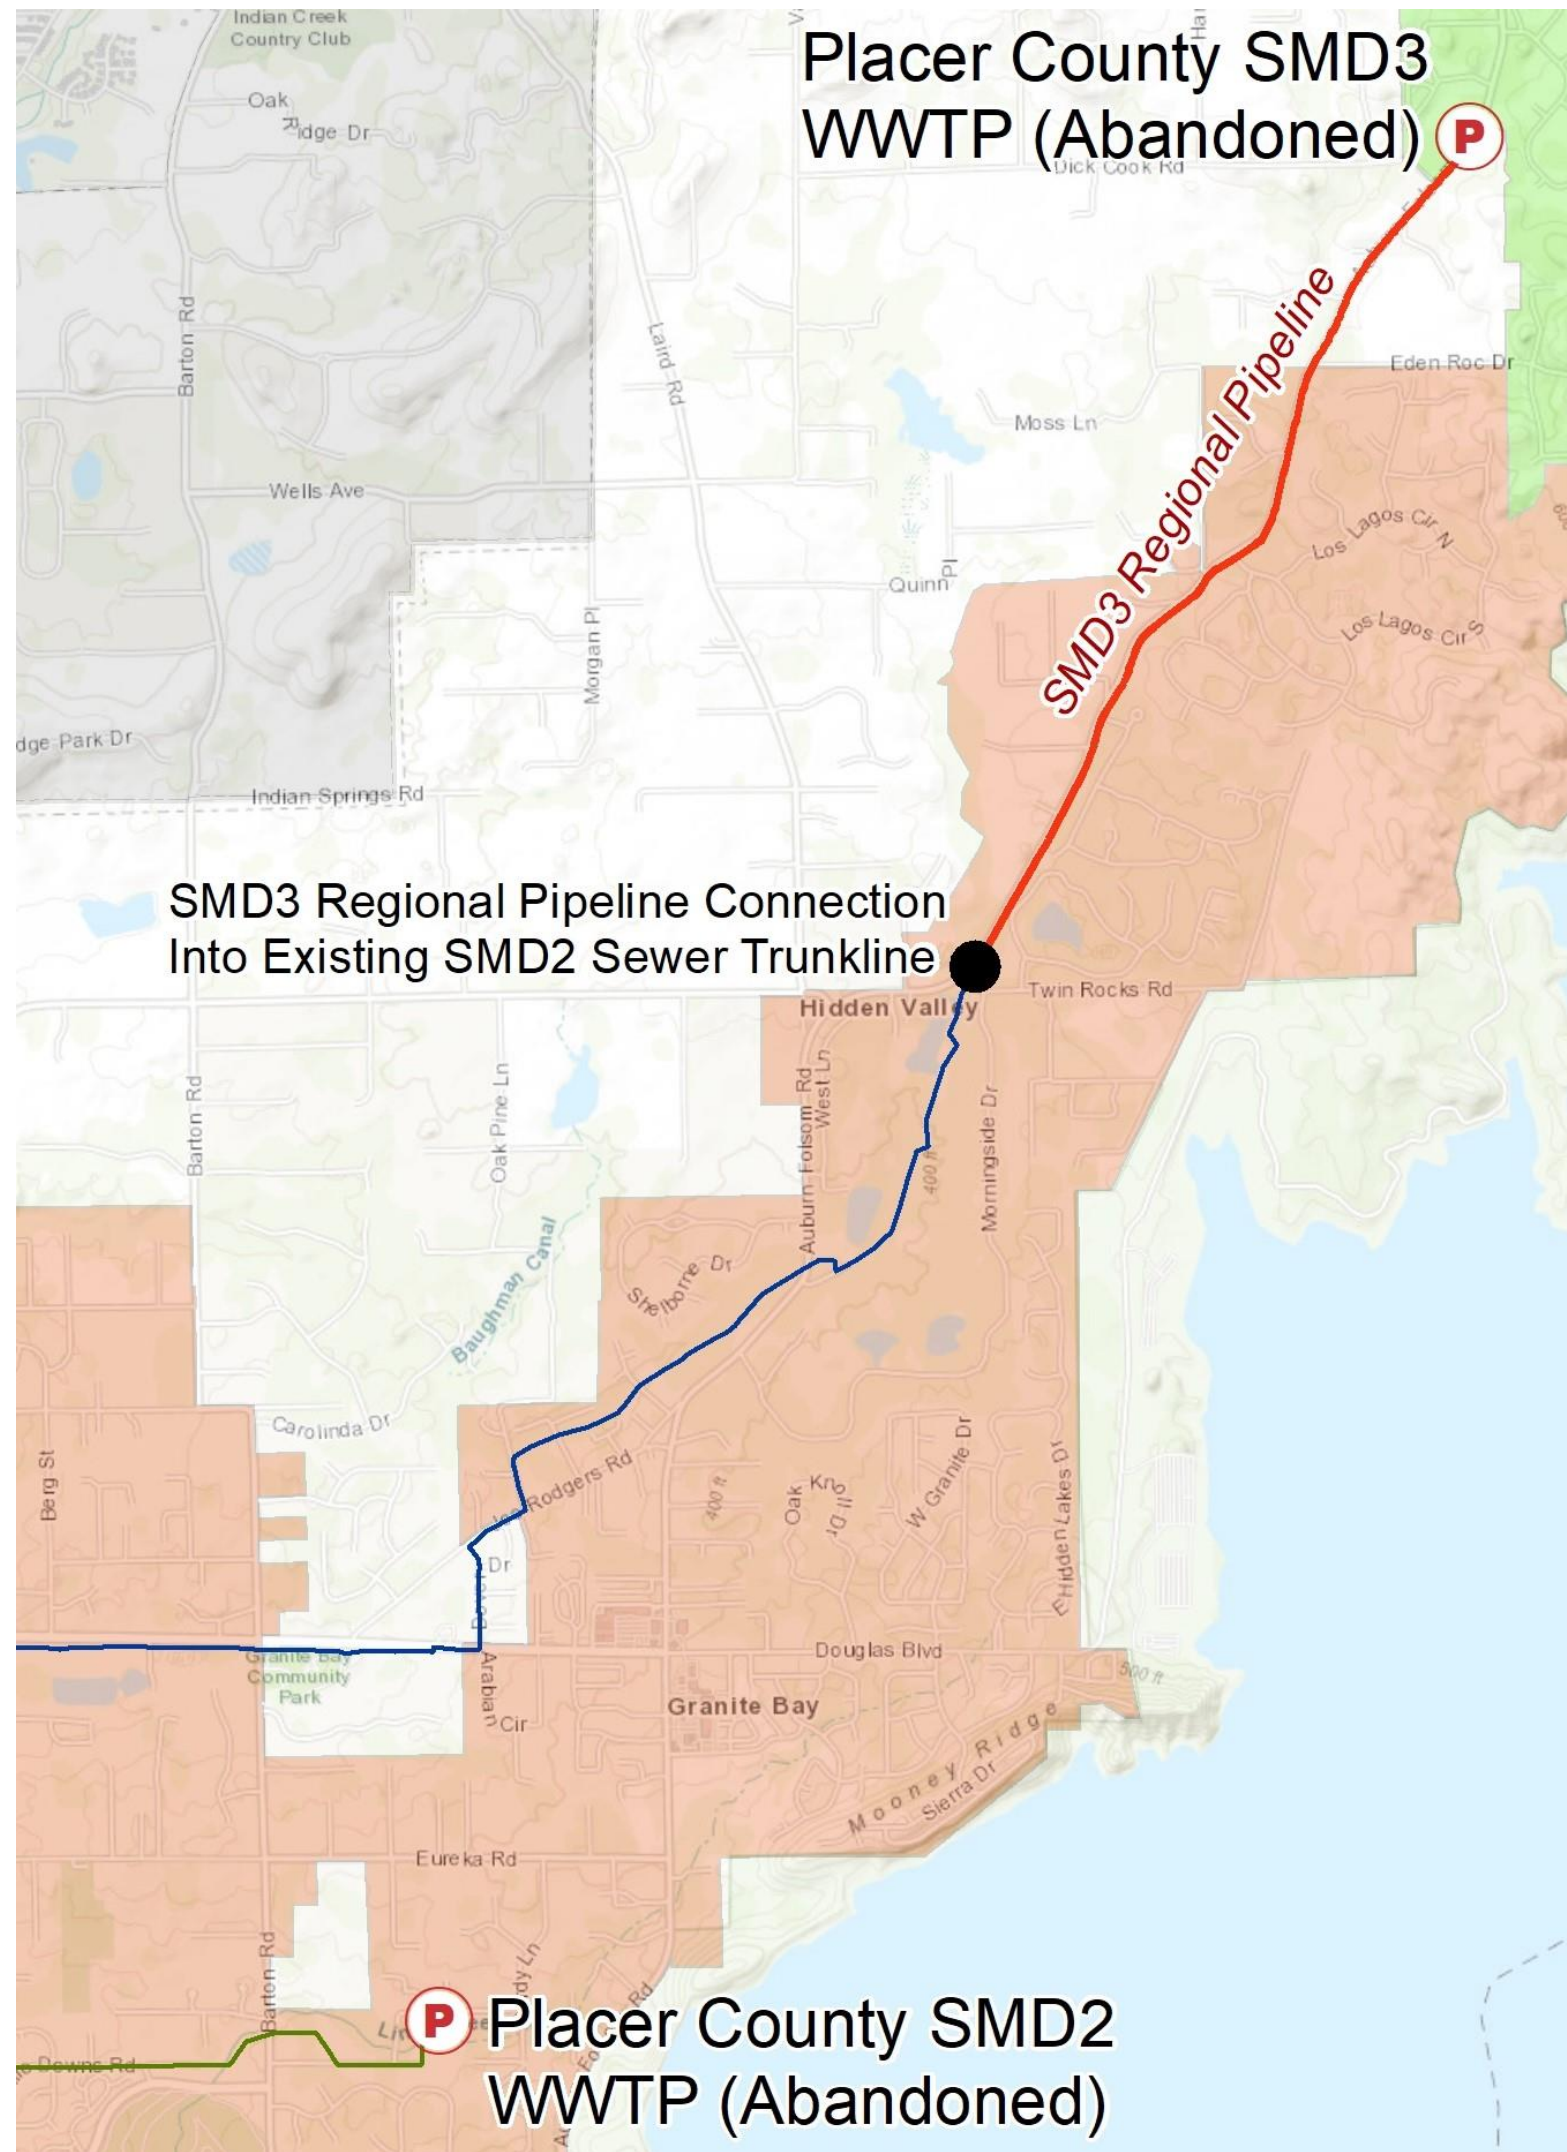 Indian Creek
Country Club
Placer County SMD3
WWTP (Abandoned)
P
Oak
Ridge Dr
Dick Cook Rd
Barton Rd
Laird Rd
SMD3 Regional Pipeline
Eden Roc Dr
Moss Ln
Wells Ave
Los Lagos Cir N
Quinn Pl
Los Lagos Cir S
Morgan Pl
dge Park Dr
Indian Springs Rd
SMD3 Regional Pipeline Connection
Into Existing SMD2 Sewer Trunkline
Twin Rocks Rd
Hidden Valley
Barton Rd
Oak Pine Ln
Auburn Folsom Rd
West Ln
400 ft
Morningside Dr
Baughman Canal
Shelborne Dr
Carolinda Dr
Berg St
Rodgers Rd
400 ft
Oak Knoll Dr
W Granite Dr
E Hidden Lakes Dr
Dr
Douglas Blvd
500 ft
Granite Bay
Community
Park
Arabian Cir
Granite Bay
Mooney Ridge
Sierra Dr
Eureka Rd
Barton Rd
dy Ln
Rd
P
Placer County SMD2
WWTP (Abandoned)
Downs Rd